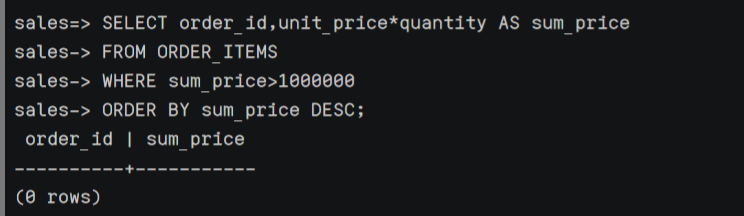 sales=> SELECT order_id,unit_price*quantity AS sum_price
sales-> FROM ORDER_ITEMS
sales-> WHERE sum_price>1000000
sales-> ORDER BY sum_price DESC;
 order_id | sum_price
----------+-----------
(0 rows)